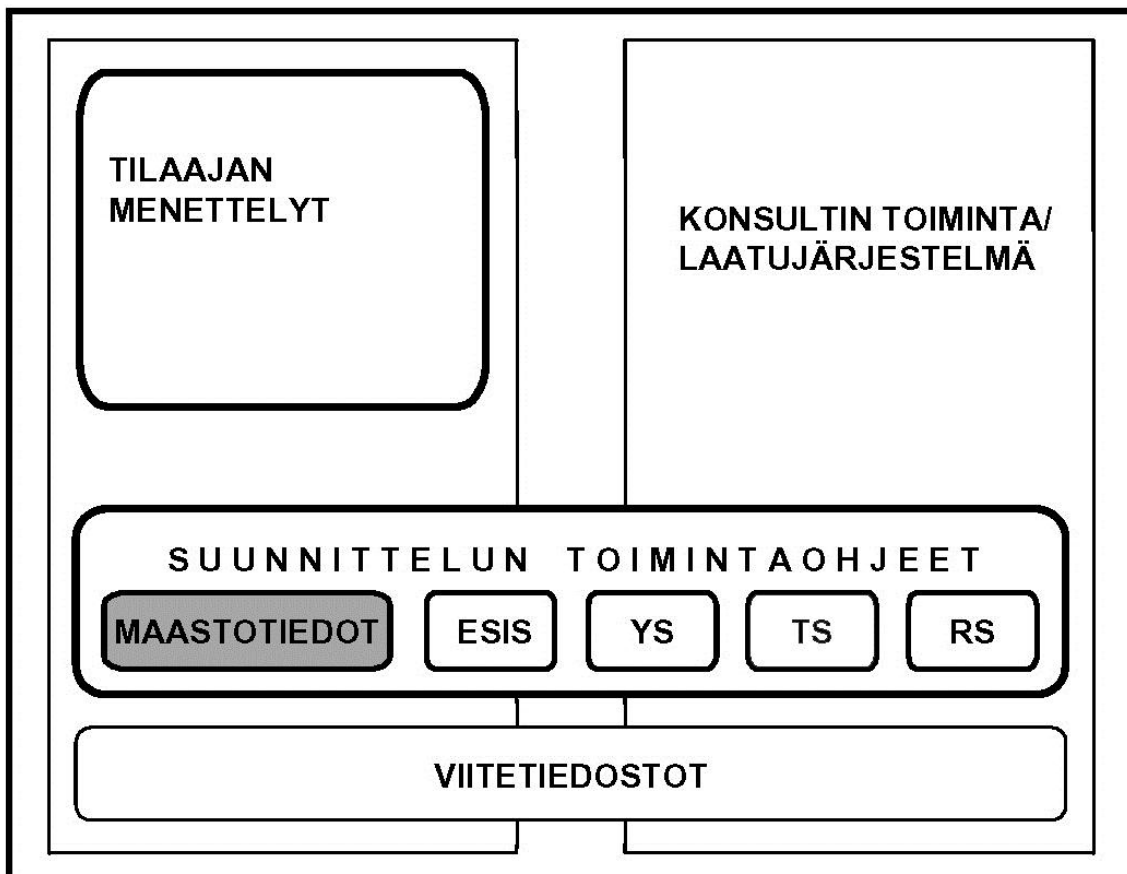 TILAAJAN
MENETTELYT
KONSULTIN TOIMINTA/
LAATUJÄRJESTELMÄ
SUUNNITTELUN TOIMINTAOHJEET
MAASTOTIEDOT ESIS YS TS RS
VIITETIEDOSTOT